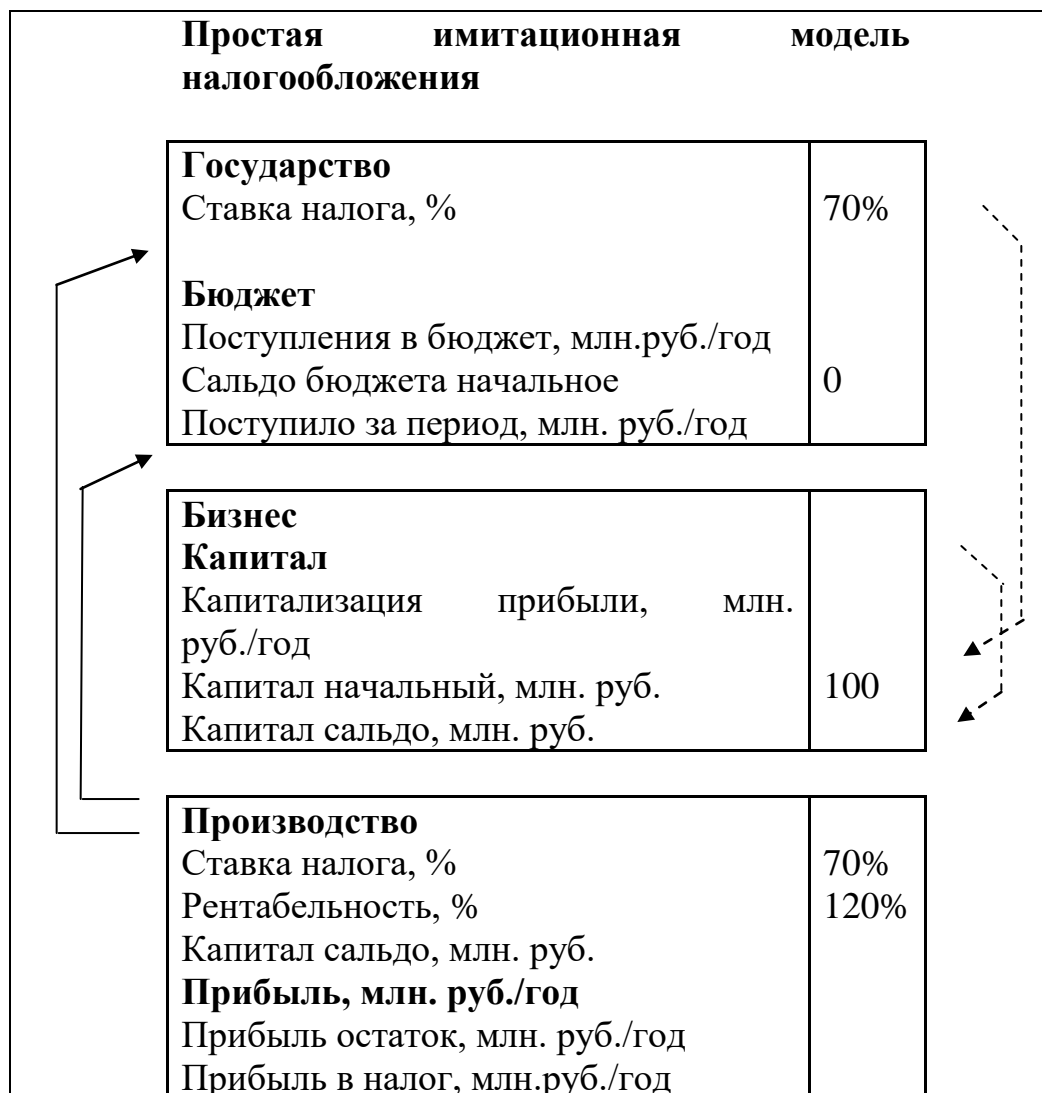 Простая имитационная модель
налогообложения
Государство
Ставка налога, % 70%
Бюджет
Поступления в бюджет, млн.руб./год
Сальдо бюджета начальное 0
Поступило за период, млн. руб./год
Бизнес
Капитал
Капитализация прибыли, млн.
руб./год
Капитал начальный, млн. руб. 100
Капитал сальдо, млн. руб.
Производство
Ставка налога, % 70%
Рентабельность, % 120%
Капитал сальдо, млн. руб.
Прибыль, млн. руб./год
Прибыль остаток, млн. руб./год
Прибыль в налог, млн.руб./год